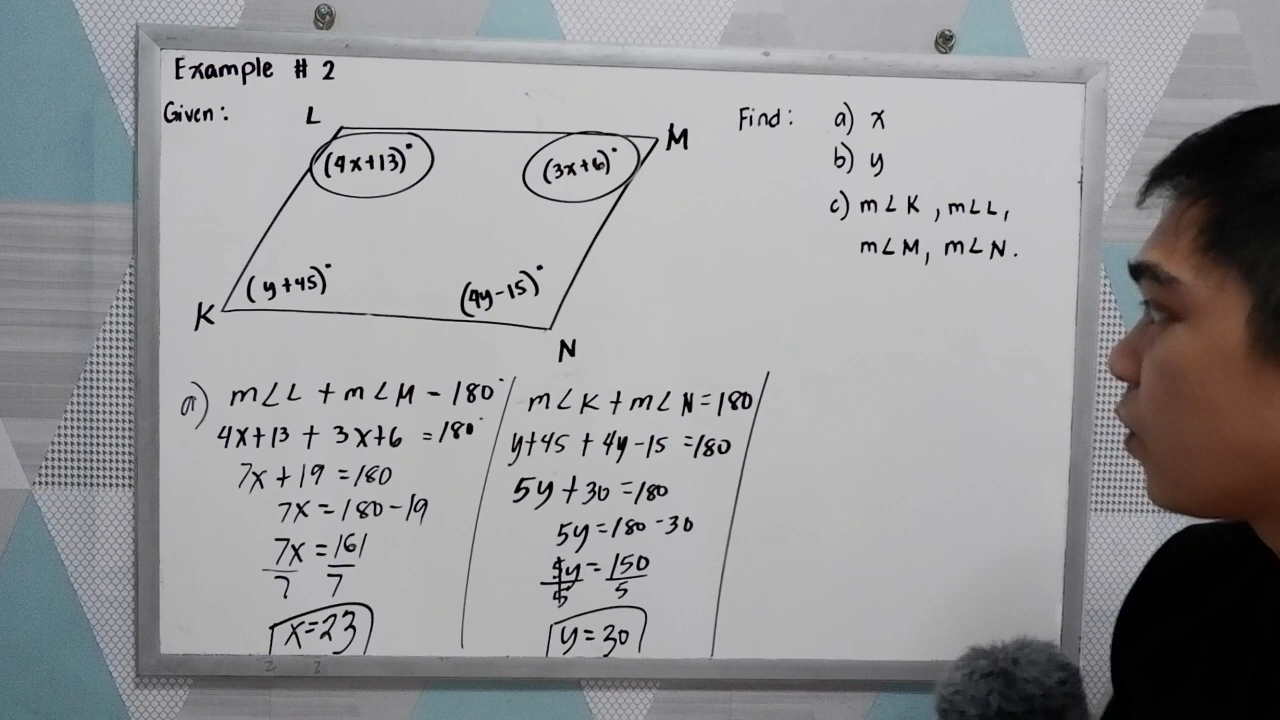 Example # 2
Given:
L
M
(4x+13)°
(3x+6)°
(y+45)°
(4y-15)°
K
N
Find: a) x
b) y
c) m∠K, m∠L,
m∠M, m∠N.
a) m∠L + m∠M - 180°
4x+13 + 3x+6 = 180°
7x + 19 = 180
7x = 180-19
7x = 161
7 7
x=23
m∠K + m∠N = 180
y+45 + 4y-15 = 180
5y + 30 = 180
5y = 180 - 30
5y = 150
5 5
y = 30